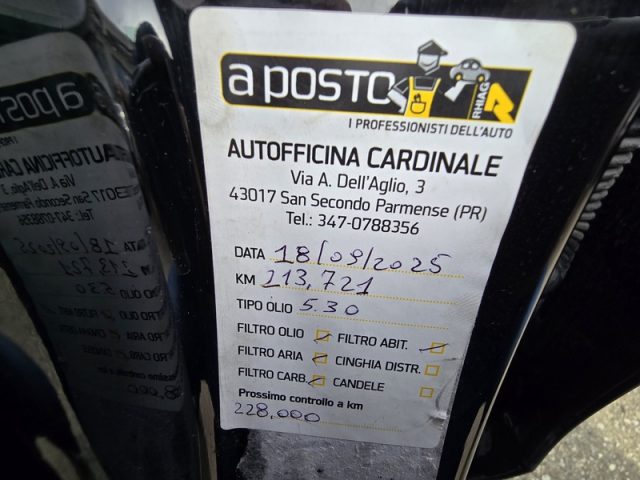 a posto
RHIAG
I PROFESSIONISTI DELL'AUTO
AUTOFFICINA CARDINALE
Via A. Dell'Aglio, 3
43017 San Secondo Parmense (PR)
Tel.: 347-0788356
DATA 18/09/2025
KM 213,721
TIPO OLIO 5.30
FILTRO OLIO FILTRO ABIT.
FILTRO ARIA CINGHIA DISTR.
FILTRO CARB. CANDELE
Prossimo controllo a km
228,000